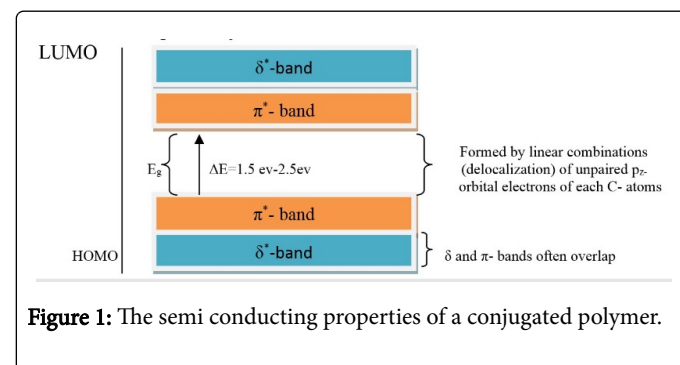 LUMO
δ*-band
π*- band
Eg
ΔE=1.5 ev-2.5ev
Formed by linear combinations
(delocalization) of unpaired pz-
orbital electrons of each C- atoms
π*- band
HOMO
δ*-band
δ and π- bands often overlap
Figure 1: The semi conducting properties of a conjugated polymer.